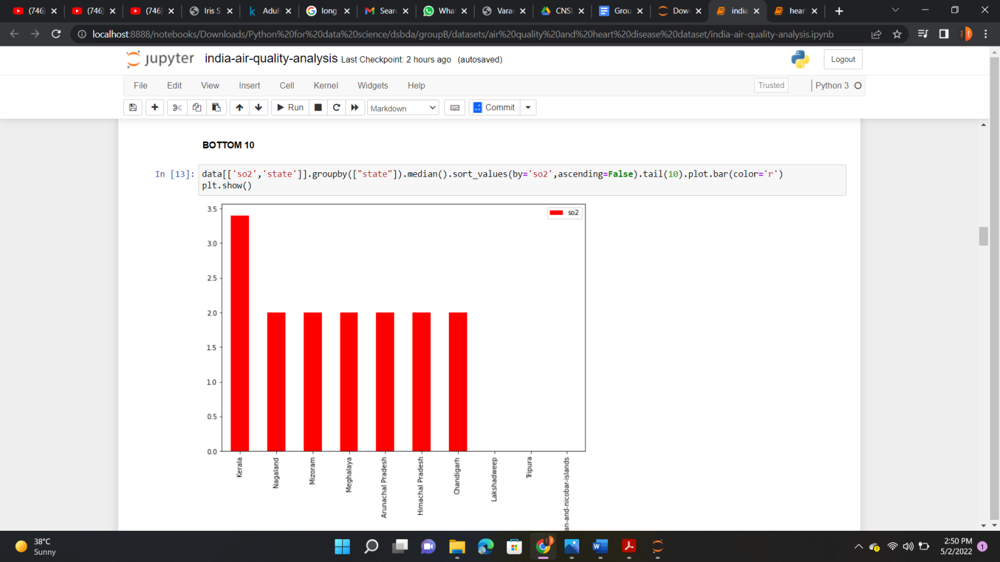 (746)
(746)
(746)
Iris S
Adul
long
Sear
What
Varad
CNSL
Grou
Dow
india
hear
localhost:8888/notebooks/Downloads/Python%20for%20data%20science/dsbda/groupB/datasets/air%20quality%20and%20heart%20disease%20dataset/india-air-quality-analysis.ipynb
jupyter india-air-quality-analysis Last Checkpoint: 2 hours ago (autosaved)
Logout
File Edit View Insert Cell Kernel Widgets Help
Trusted
Python 3
Run
Markdown
Commit
BOTTOM 10
In [13]: data[['so2','state']].groupby(["state"]).median().sort_values(by='so2',ascending=False).tail(10).plot.bar(color='r')
plt.show()
so2
3.5
3.0
2.5
2.0
1.5
1.0
0.5
0.0
Kerala
Nagaland
Mizoram
Meghalaya
Arunachal Pradesh
Himachal Pradesh
Chandigarh
Lakshadweep
Tripura
an-and-nicobar-islands
38°C
Sunny
2:50 PM
5/2/2022
1